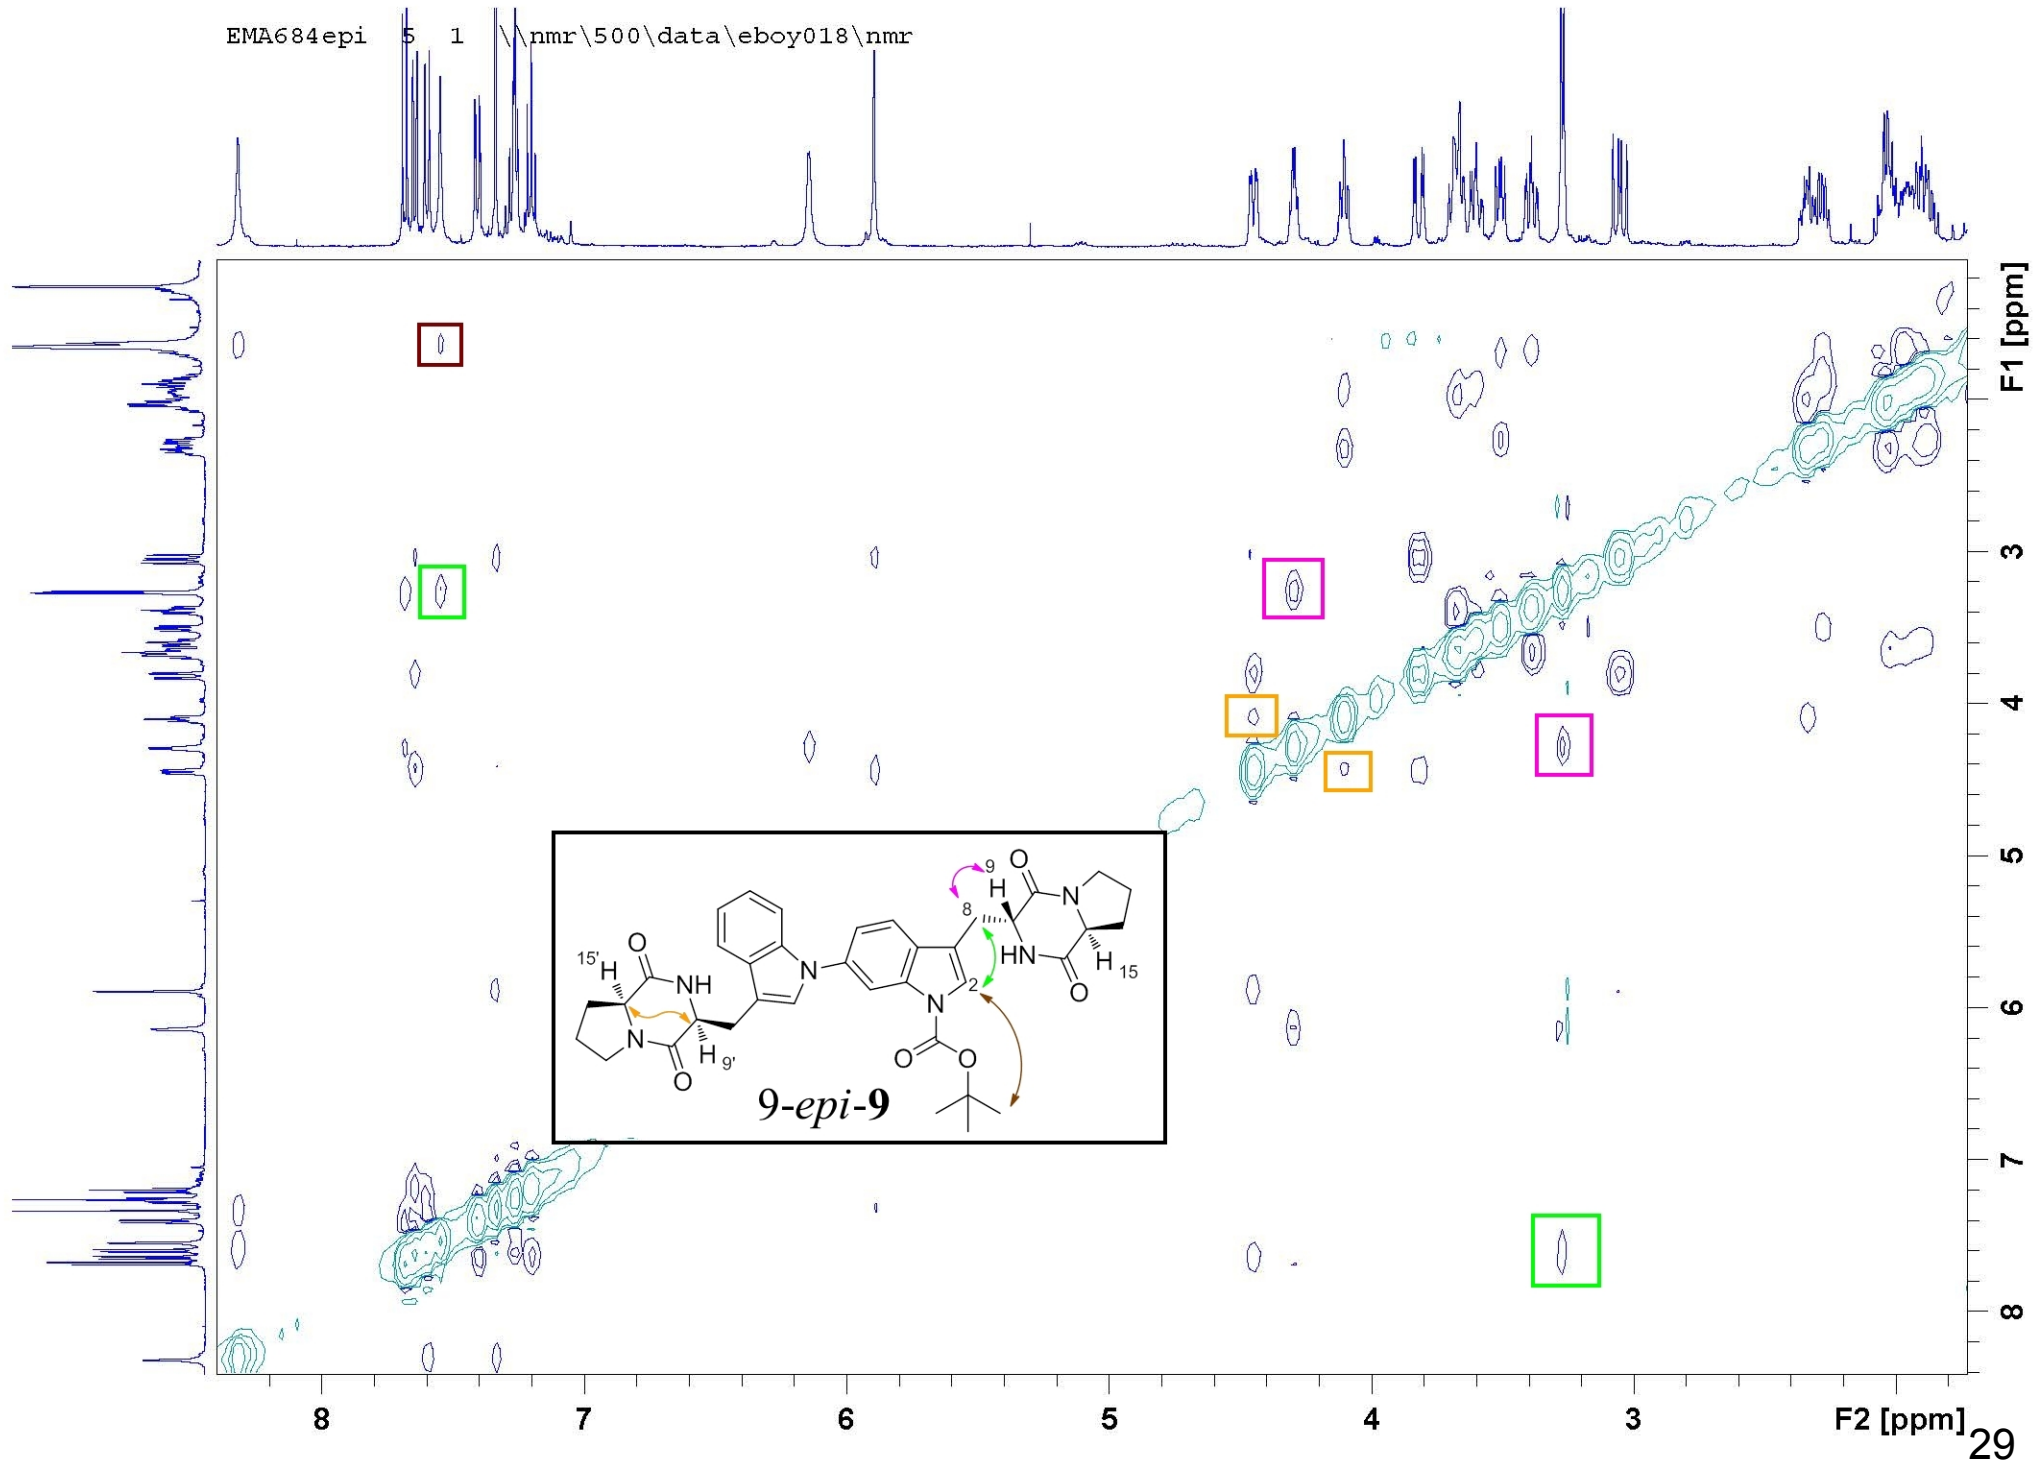 EMA684epi 5 1 \\nmr\500\data\eboy018\nmr
F1 [ppm]
3
4
5
6
7
8
9
O
H
N
8
15'
O
H
NH
N
HN
O
H
15
2
N
N
O
H
9'
O
O
O
9-epi-9
8
7
6
5
4
3
F2 [ppm]
29